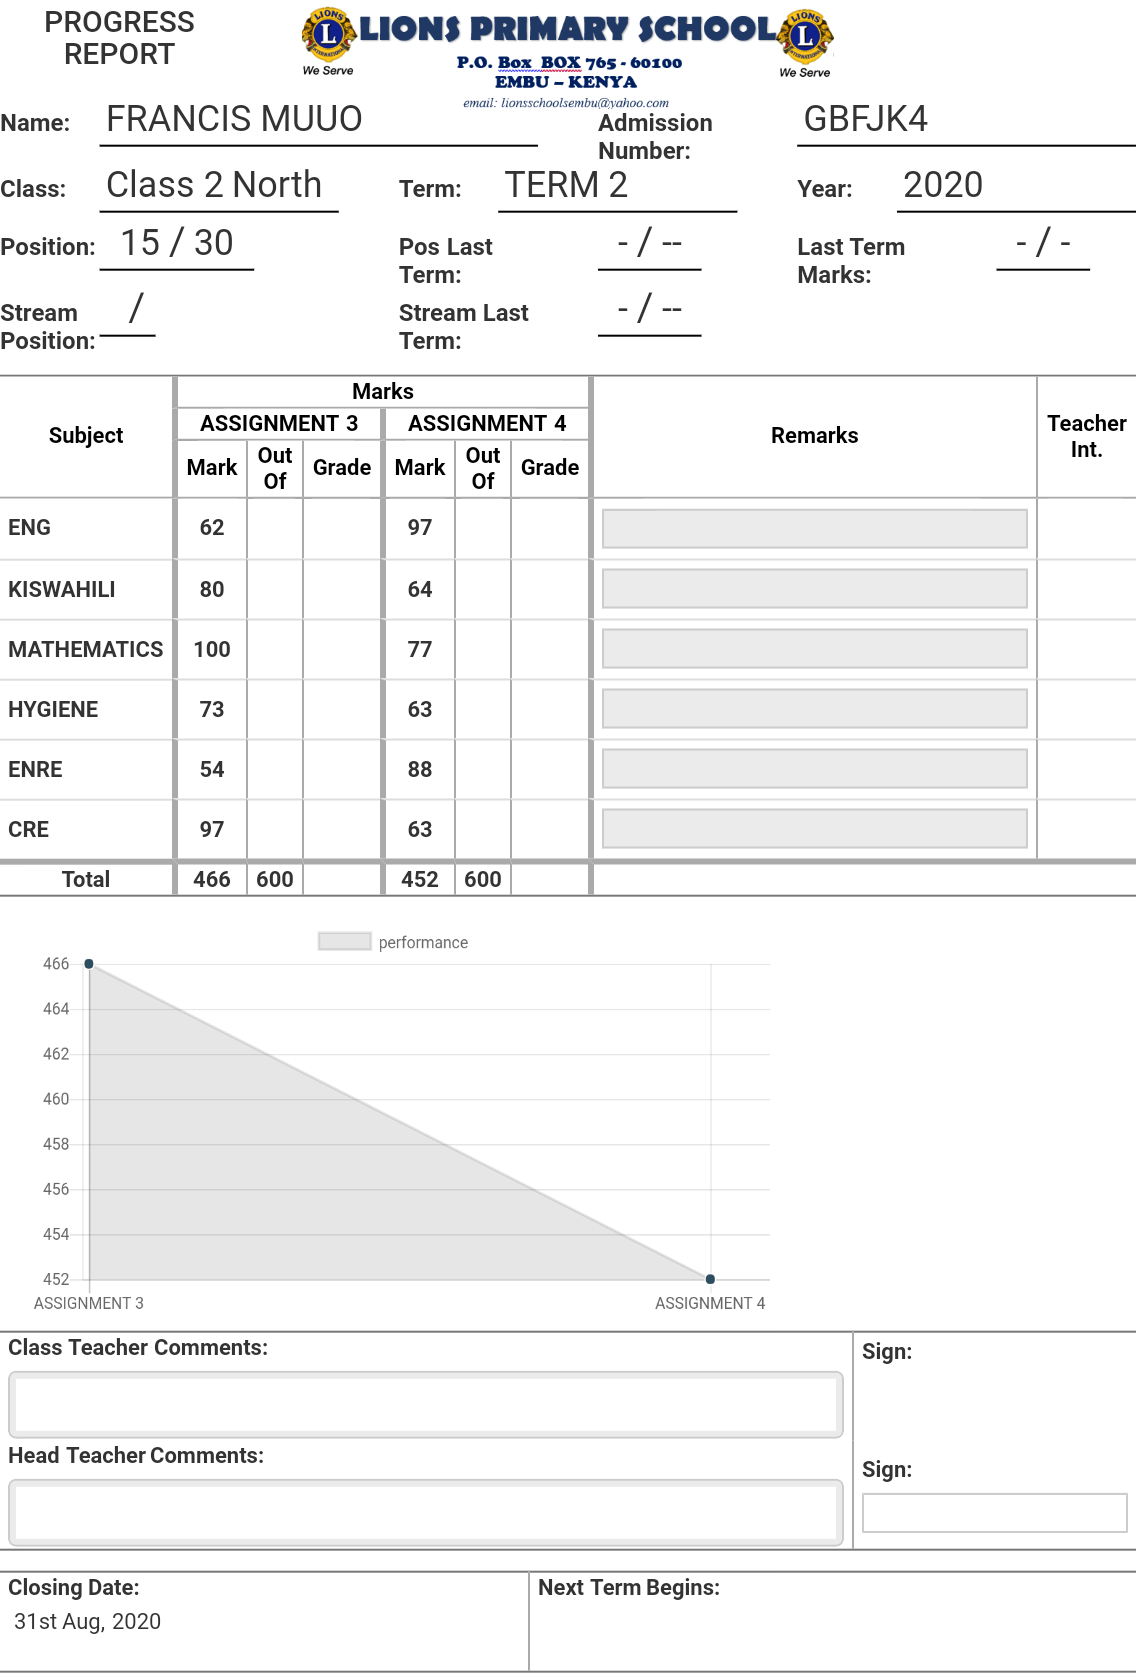 PROGRESS
REPORT
LIONS PRIMARY SCHOOL
We Serve
We Serve
P.O. Box BOX 765 - 60100
EMBU – KENYA
email: lionsschoolsembu@yahoo.com
Name: FRANCIS MUUO Admission Number: GBFJK4
Class: Class 2 North Term: TERM 2 Year: 2020
Position: 15 / 30 Pos Last Term: - / -- Last Term Marks: - / -
Stream Position: / Stream Last Term: - / --
Subject Marks Remarks Teacher Int.
ASSIGNMENT 3 ASSIGNMENT 4
Mark Out Of Grade Mark Out Of Grade
ENG 62 97
KISWAHILI 80 64
MATHEMATICS 100 77
HYGIENE 73 63
ENRE 54 88
CRE 97 63
Total 466 600 452 600
performance
466
464
462
460
458
456
454
452
ASSIGNMENT 3 ASSIGNMENT 4
Class Teacher Comments: Sign:
Head Teacher Comments: Sign:
Closing Date: Next Term Begins:
31st Aug, 2020